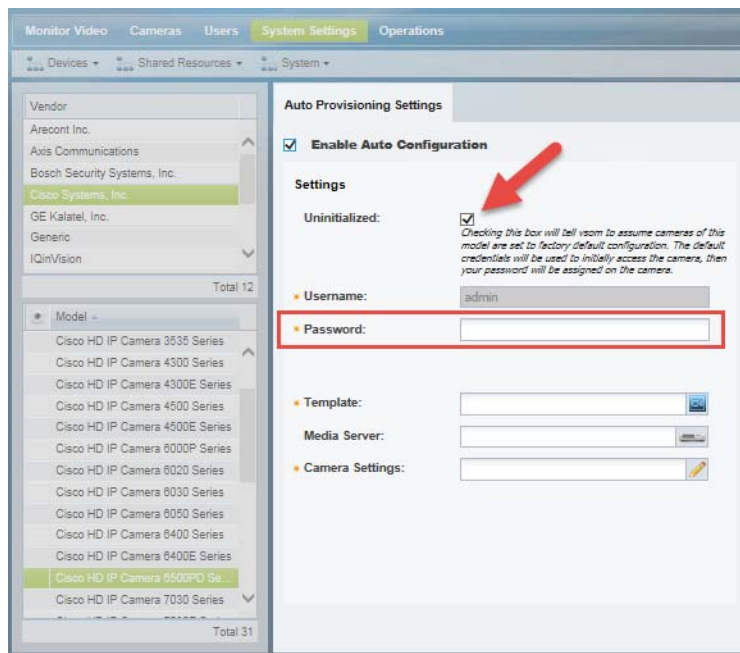 Monitor Video Cameras Users System Settings Operations
Devices Shared Resources System
Vendor
Arecont Inc.
Axis Communications
Bosch Security Systems, Inc.
Cisco Systems, Inc.
GE Kalatel, Inc.
Generic
IQinVision
Total 12
Model
Cisco HD IP Camera 3535 Series
Cisco HD IP Camera 4300 Series
Cisco HD IP Camera 4300E Series
Cisco HD IP Camera 4500 Series
Cisco HD IP Camera 4500E Series
Cisco HD IP Camera 6000P Series
Cisco HD IP Camera 6020 Series
Cisco HD IP Camera 6030 Series
Cisco HD IP Camera 6050 Series
Cisco HD IP Camera 6400 Series
Cisco HD IP Camera 6400E Series
Cisco HD IP Camera 6500PD Se...
Cisco HD IP Camera 7030 Series
Total 31
Auto Provisioning Settings
Enable Auto Configuration
Settings
Uninitialized:
Checking this box will tell vsom to assume cameras of this
model are set to factory default configuration. The default
credentials will be used to initially access the camera, then
your password will be assigned on the camera.
* Username: admin
* Password:
* Template:
Media Server:
* Camera Settings: